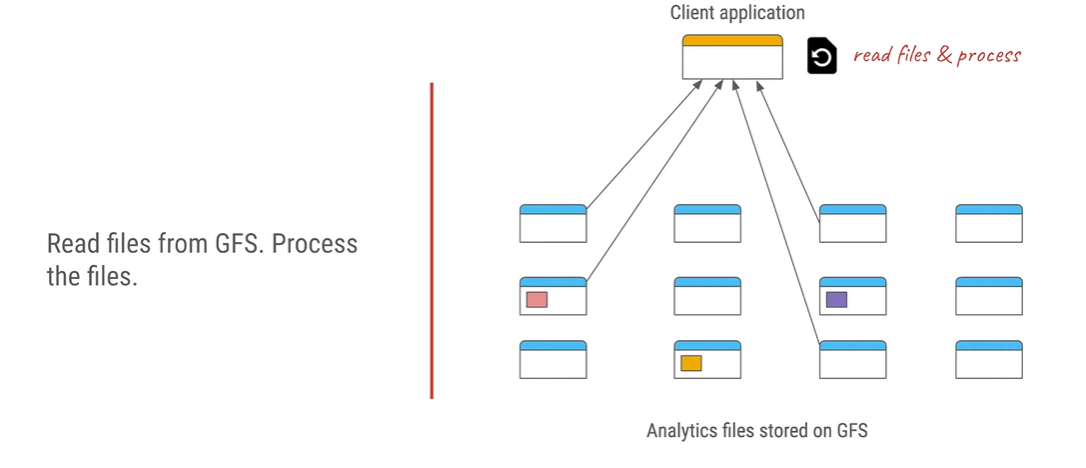 Client application
read files & process
Read files from GFS. Process
the files.
Analytics files stored on GFS